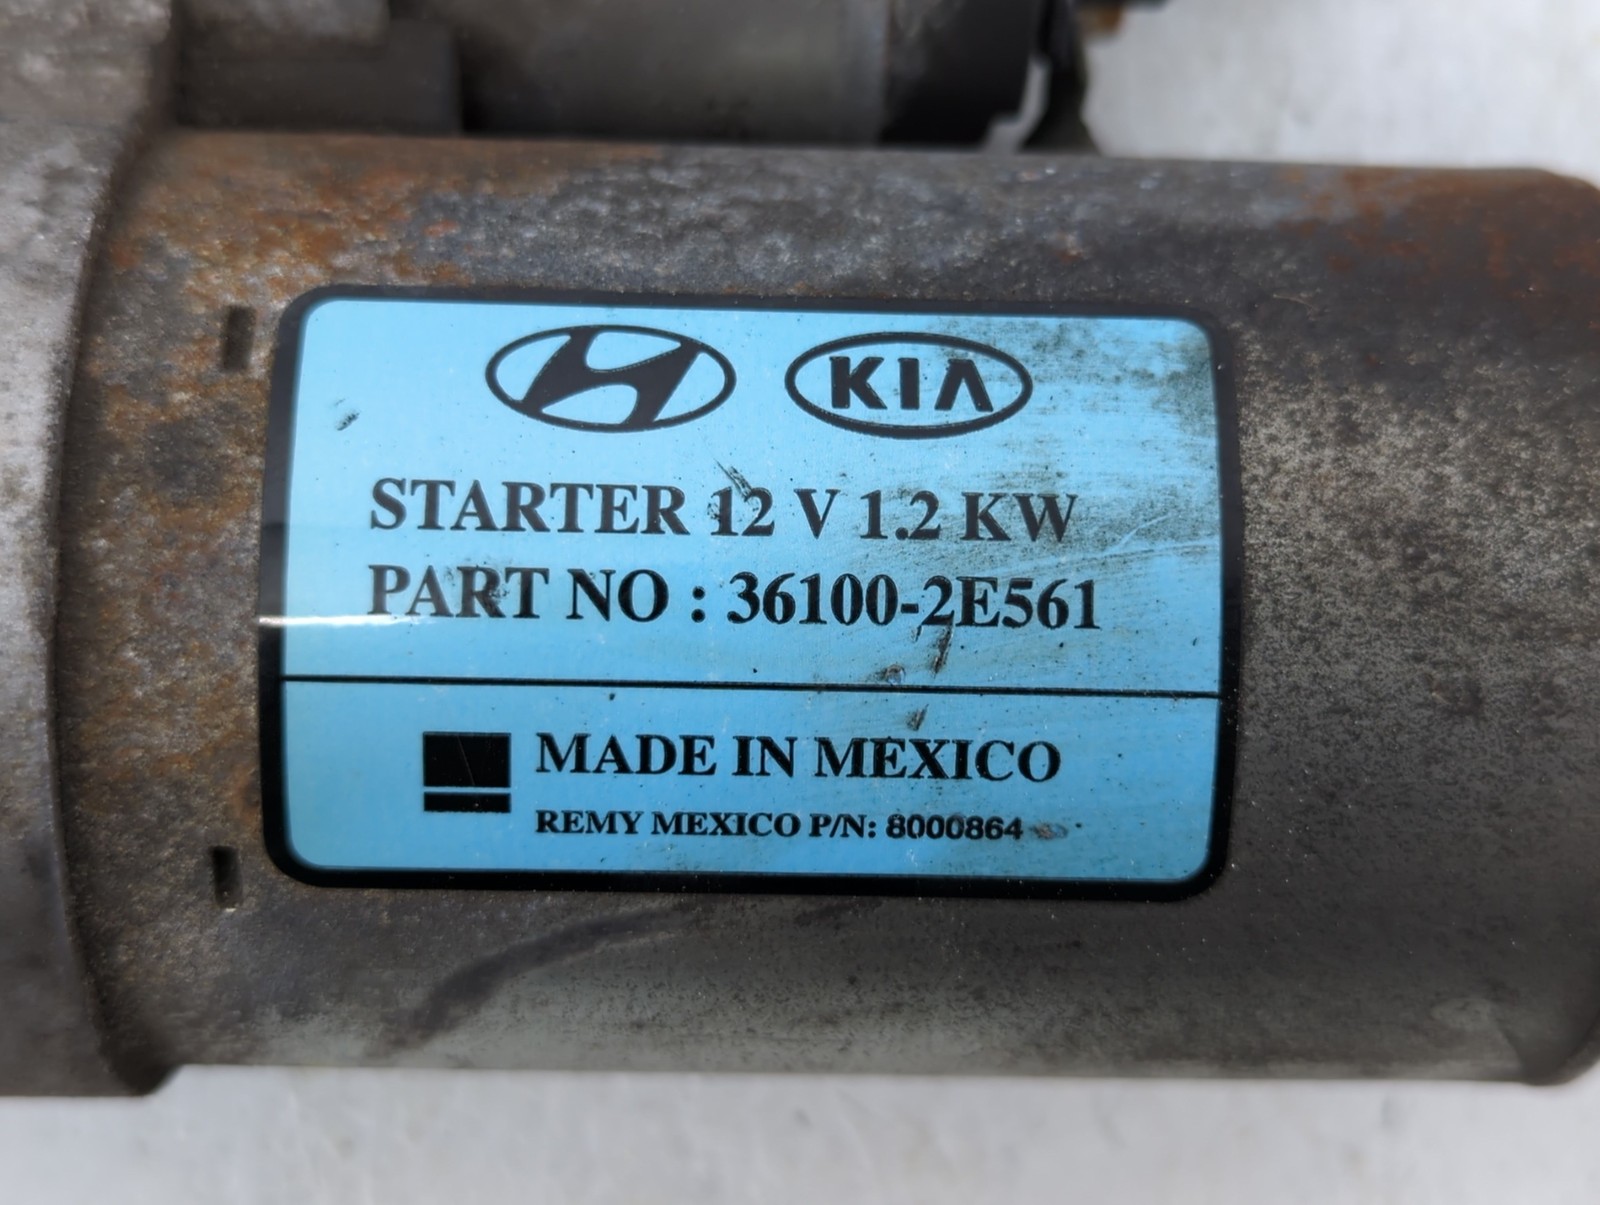 KIA
STARTER 12 V 1.2 KW
PART NO : 36100-2E561
MADE IN MEXICO
REMY MEXICO P/N: 8000864